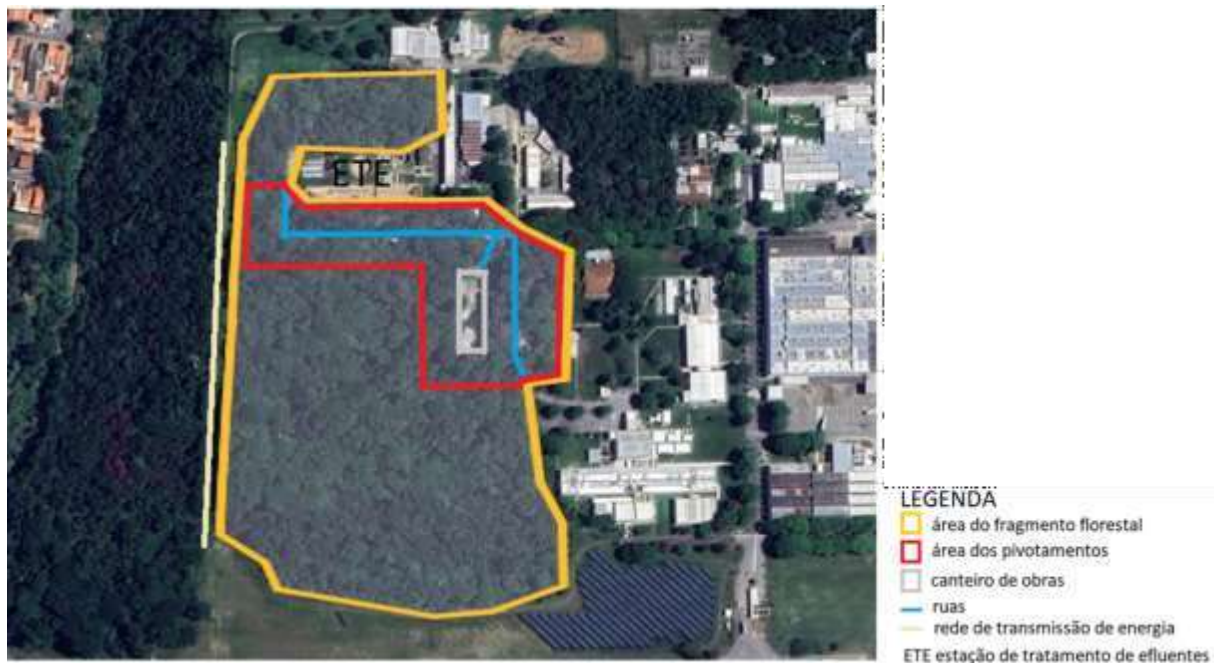 ETE
LEGENDA
área do fragmento florestal
área dos pivotamentos
canteiro de obras
ruas
rede de transmissão de energia
ETE estação de tratamento de efluentes